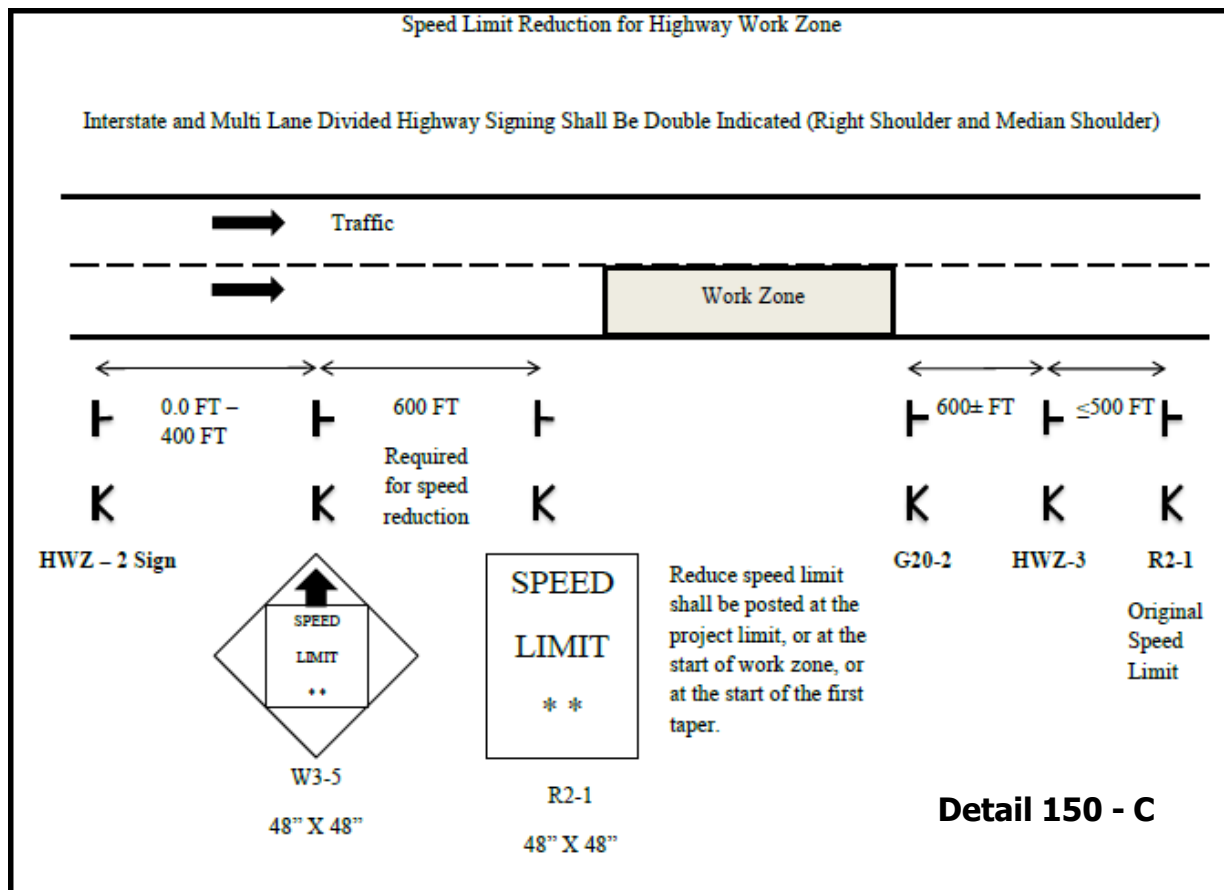 Speed Limit Reduction for Highway Work Zone
Interstate and Multi Lane Divided Highway Signing Shall Be Double Indicated (Right Shoulder and Median Shoulder)
Traffic
Work Zone
0.0 FT –
400 FT
600 FT
Required
for speed
reduction
600± FT
≤500 FT
HWZ – 2 Sign
SPEED
LIMIT
* *
W3-5
48” X 48”
SPEED
LIMIT
* *
R2-1
48” X 48”
Reduce speed limit
shall be posted at the
project limit, or at the
start of work zone, or
at the start of the first
taper.
G20-2
HWZ-3
R2-1
Original
Speed
Limit
Detail 150 - C